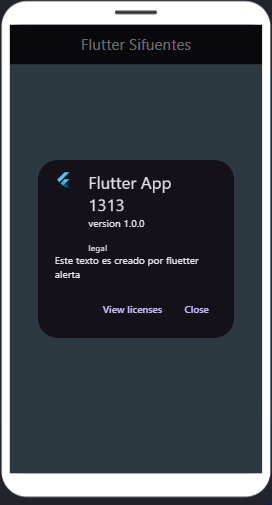 Flutter Sifuentes
Flutter App
1313
version 1.0.0
legal
Este texto es creado por fluetter
alerta
View licenses Close